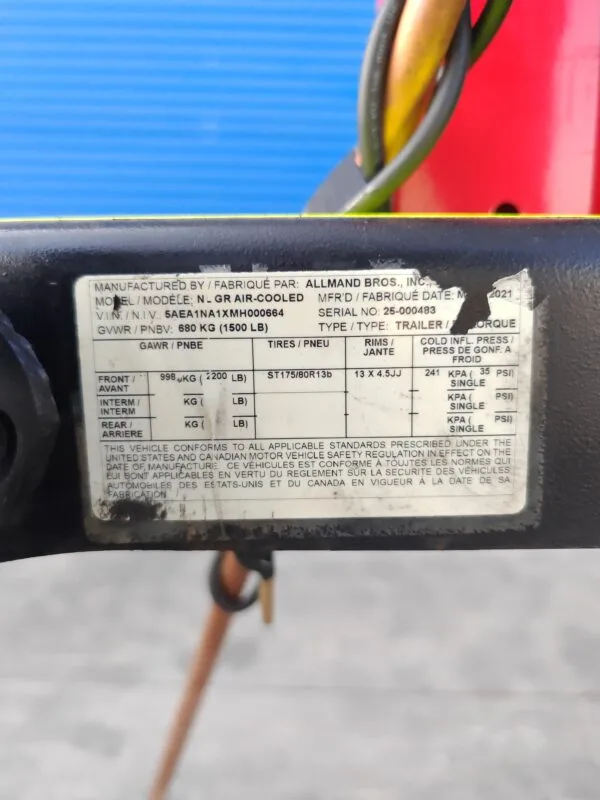 MANUFACTURED BY / FABRIQUÉ PAR: ALLMAND BROS., INC.,
MODEL / MODÈLE: GR AIR-COOLED MFR'D / FABRIQUÉ DATE: 2021
V.I.N. / N.I.V. 5AEA1NA1XMH000664 SERIAL NO: 25-000483
GVWR / PNBV: 680 KG (1500 LB) TYPE / TYPE: TRAILER /
GAWR / PNBE TIRES / PNEU RIMS / JANTE COLD INFL. PRESS / PRESS DE GONF. A FROID
FRONT / AVANT 998 KG (2200 LB) ST175/80R13b 13 X 4.5JJ 241 KPA ( 35 PSI) SINGLE
INTERM / INTERM KG ( LB) KPA ( PSI) SINGLE
REAR / ARRIERE KG ( LB) KPA ( PSI) SINGLE
THIS VEHICLE CONFORMS TO ALL APPLICABLE STANDARDS PRESCRIBED UNDER THE
UNITED STATES AND CANADIAN MOTOR VEHICLE SAFETY REGULATION IN EFFECT ON THE
DATE OF MANUFACTURE. CE VÉHICULES EST CONFORME À TOUTES LES NORMES QUI
LUI SONT APPLICABLES EN VERTU DU REGLEMENT SUR LA SECURITE DES VÉHICULES
AUTOMOBILES DES ÉTATS-UNIS ET DU CANADA EN VIGUEUR À LA DATE DE SA
FABRICATION